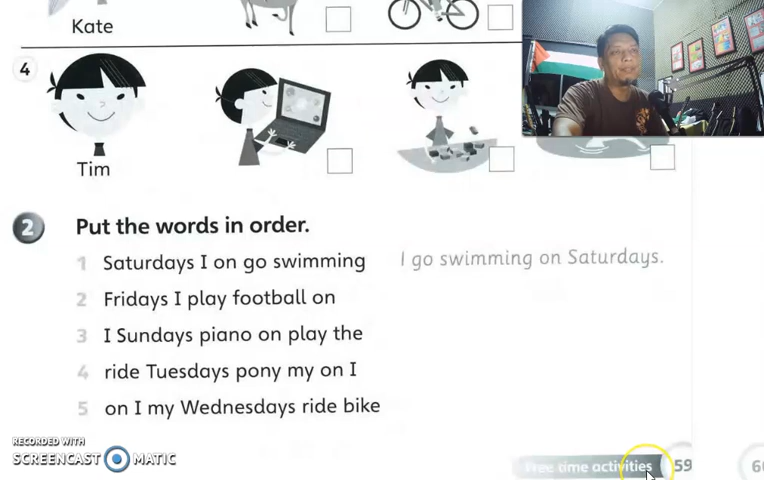 Kate
4
Tim
2 Put the words in order.
1 Saturdays I on go swimming I go swimming on Saturdays.
2 Fridays I play football on
3 I Sundays piano on play the
4 ride Tuesdays pony my on I
5 on I my Wednesdays ride bike
RECORDED WITH
SCREENCAST MATIC
Free time activities 59